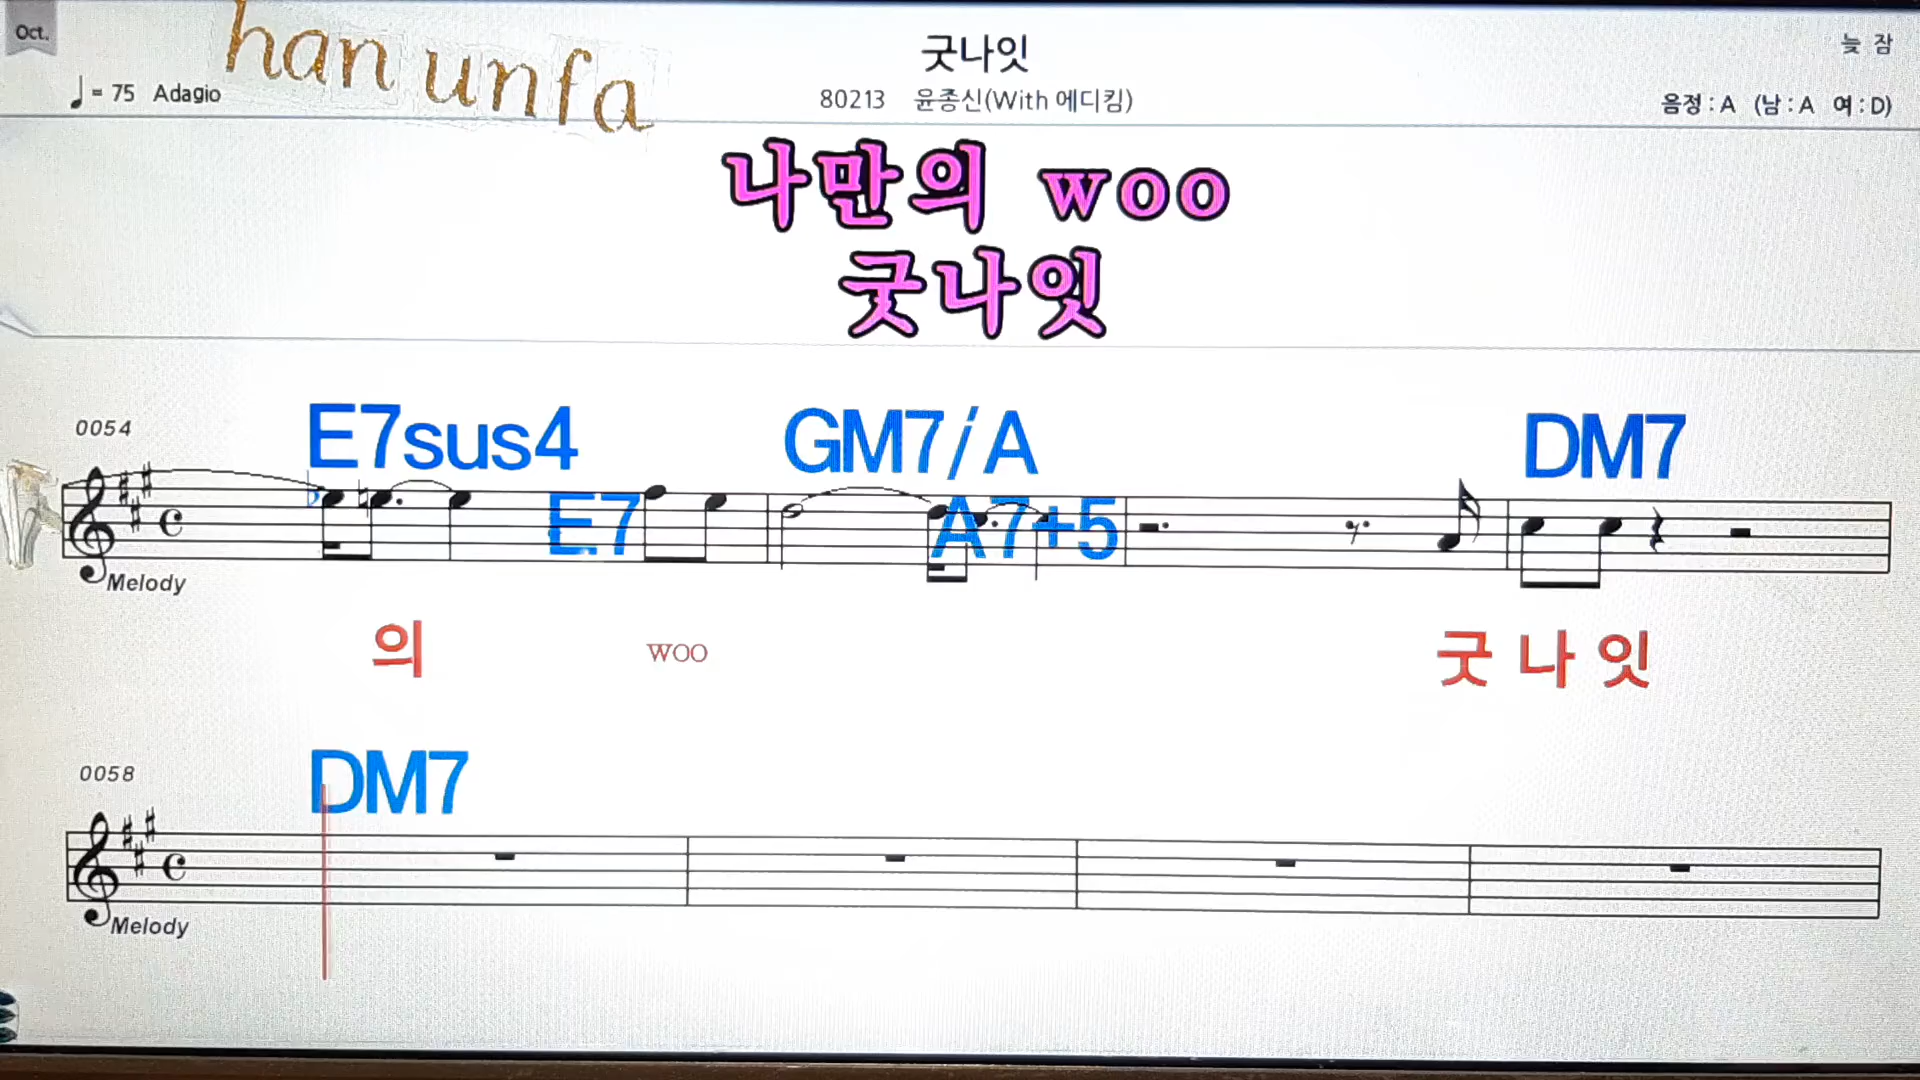 Oct.
han unfa
굿나잇
늦 잠
♩= 75 Adagio
80213 윤종신(With 에디킴)
음정 : A (남 : A 여 : D)
나만의 woo
굿나잇
0054
E7sus4 E7 GM7/A A7+5 DM7
Melody
의 woo 굿 나 잇
0058
DM7
Melody